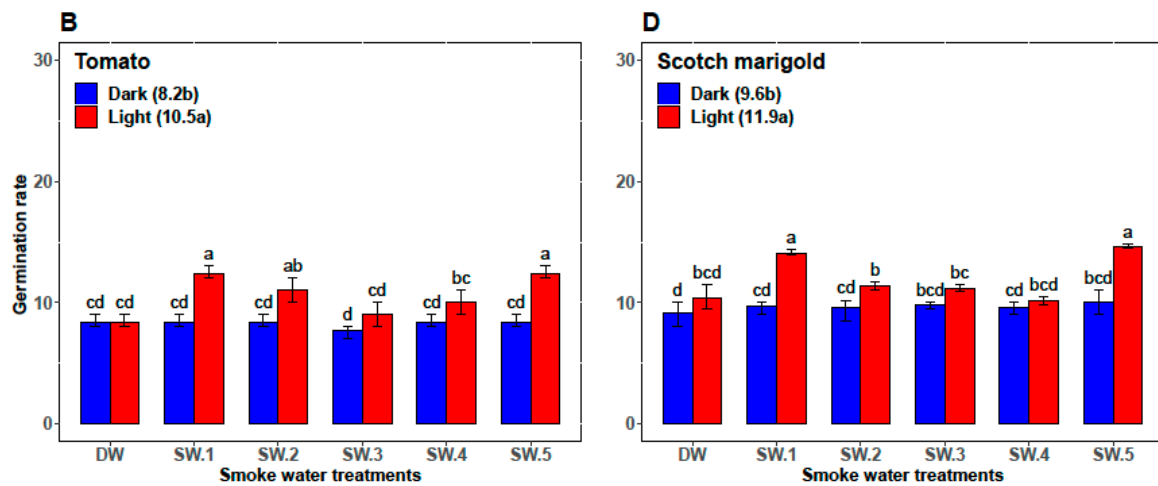 B
Tomato
Dark (8.2b)
Light (10.5a)
Germination rate
30
20
10
0
cd cd cd a cd ab d cd cd bc cd a
DW SW.1 SW.2 SW.3 SW.4 SW.5
Smoke water treatments
D
Scotch marigold
Dark (9.6b)
Light (11.9a)
30
20
10
0
d bcd cd a cd b bcd bc cd bcd bcd a
DW SW.1 SW.2 SW.3 SW.4 SW.5
Smoke water treatments